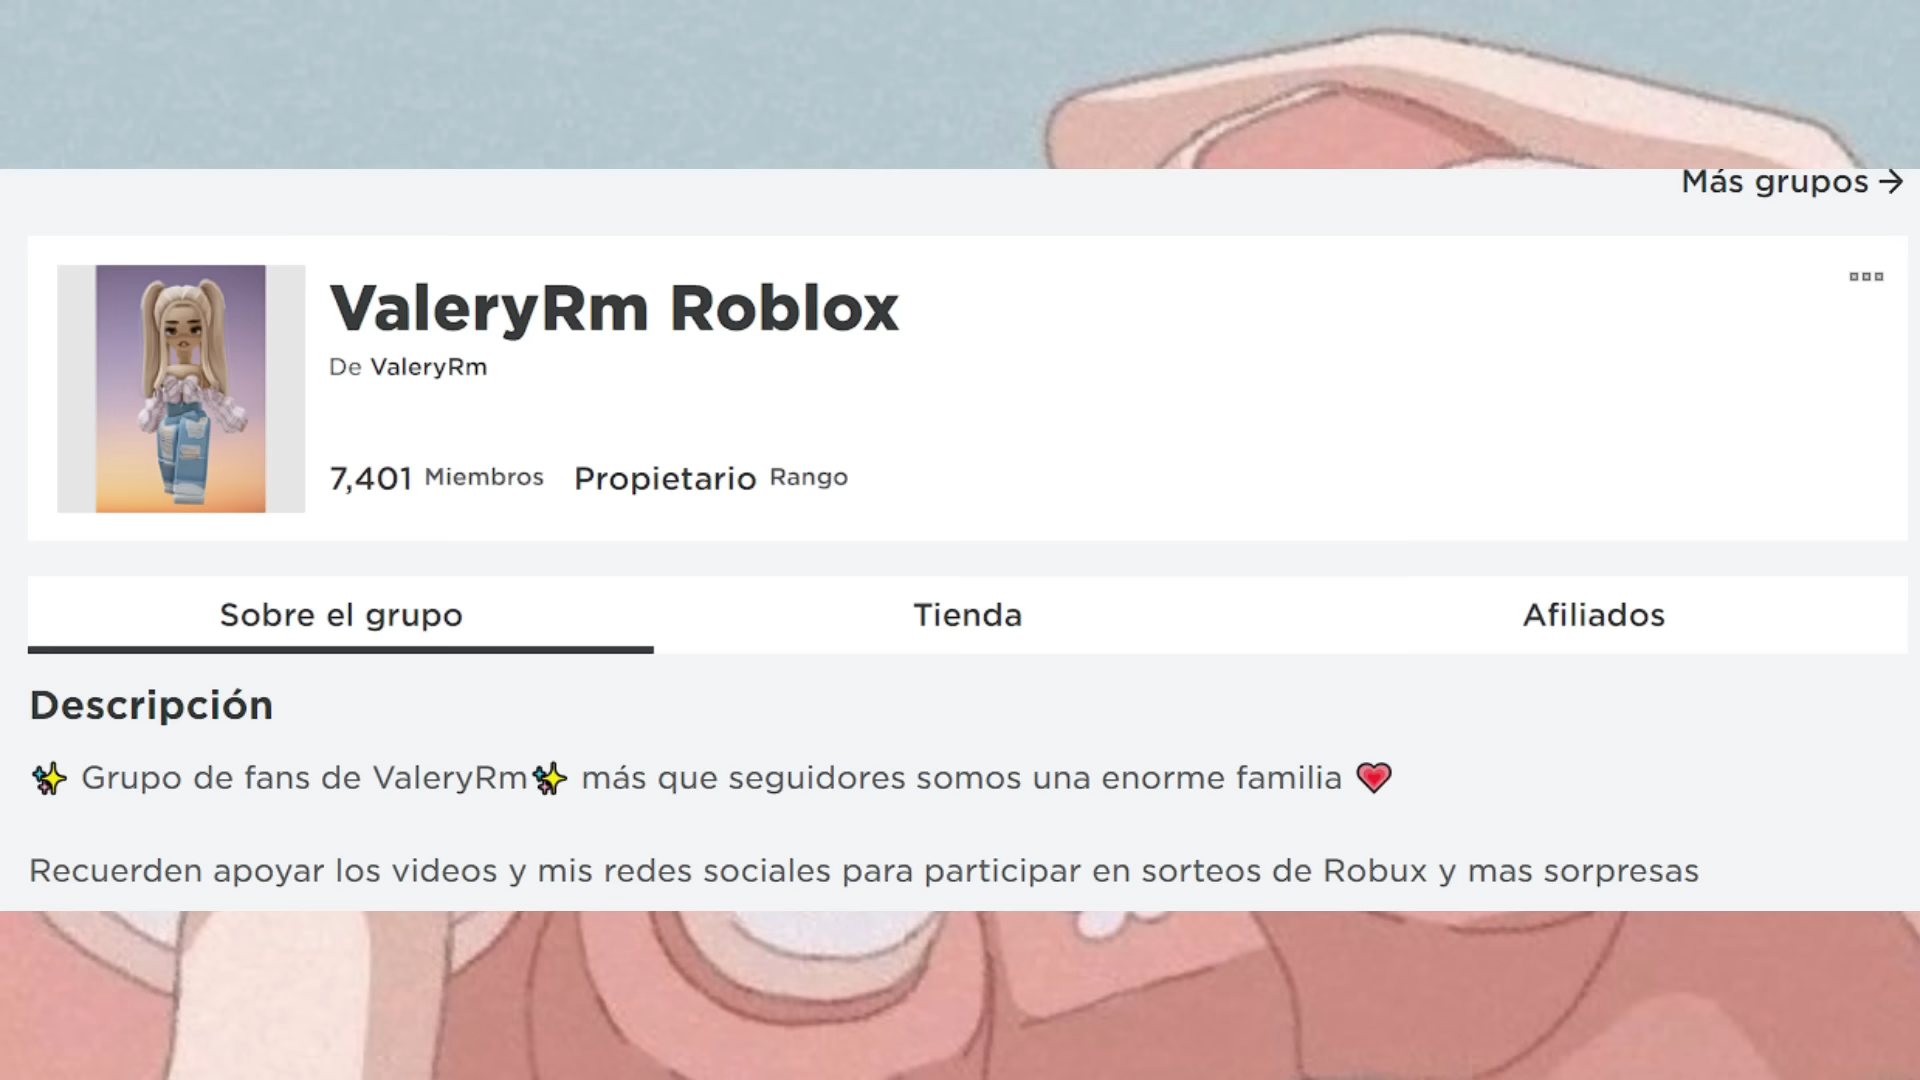 Más grupos →
ValeryRm Roblox
De ValeryRm
7,401 Miembros Propietario Rango
Sobre el grupo Tienda Afiliados
Descripción
✨ Grupo de fans de ValeryRm✨ más que seguidores somos una enorme familia 💗
Recuerden apoyar los videos y mis redes sociales para participar en sorteos de Robux y mas sorpresas